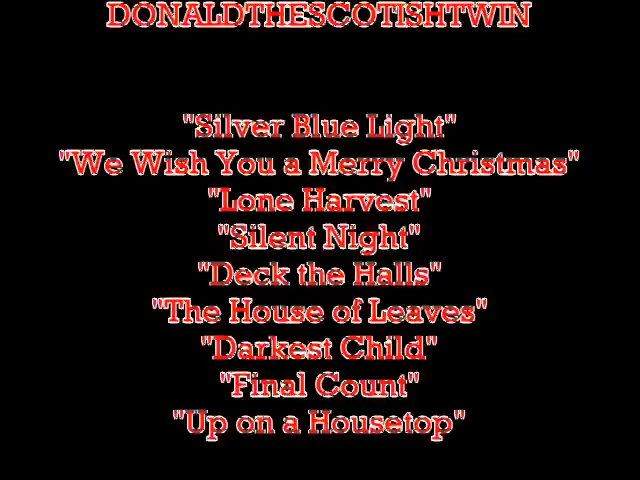 DONALDTHESCOTISHTWIN
"Silver Blue Light"
"We Wish You a Merry Christmas"
"Lone Harvest"
"Silent Night"
"Deck the Halls"
"The House of Leaves"
"Darkest Child"
"Final Count"
"Up on a Housetop"